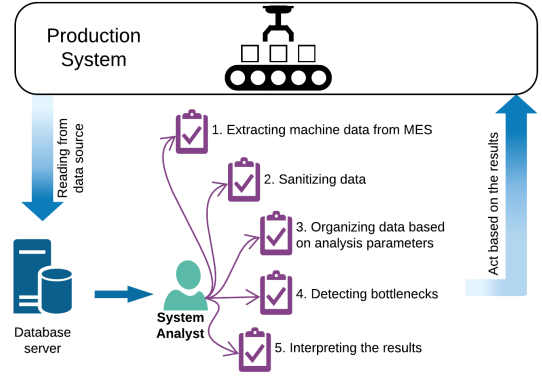 Production
System
Reading from
data source
1. Extracting machine data from MES
2. Sanitizing data
3. Organizing data based
on analysis parameters
4. Detecting bottlenecks
5. Interpreting the results
Database
server
System
Analyst
Act based on the results